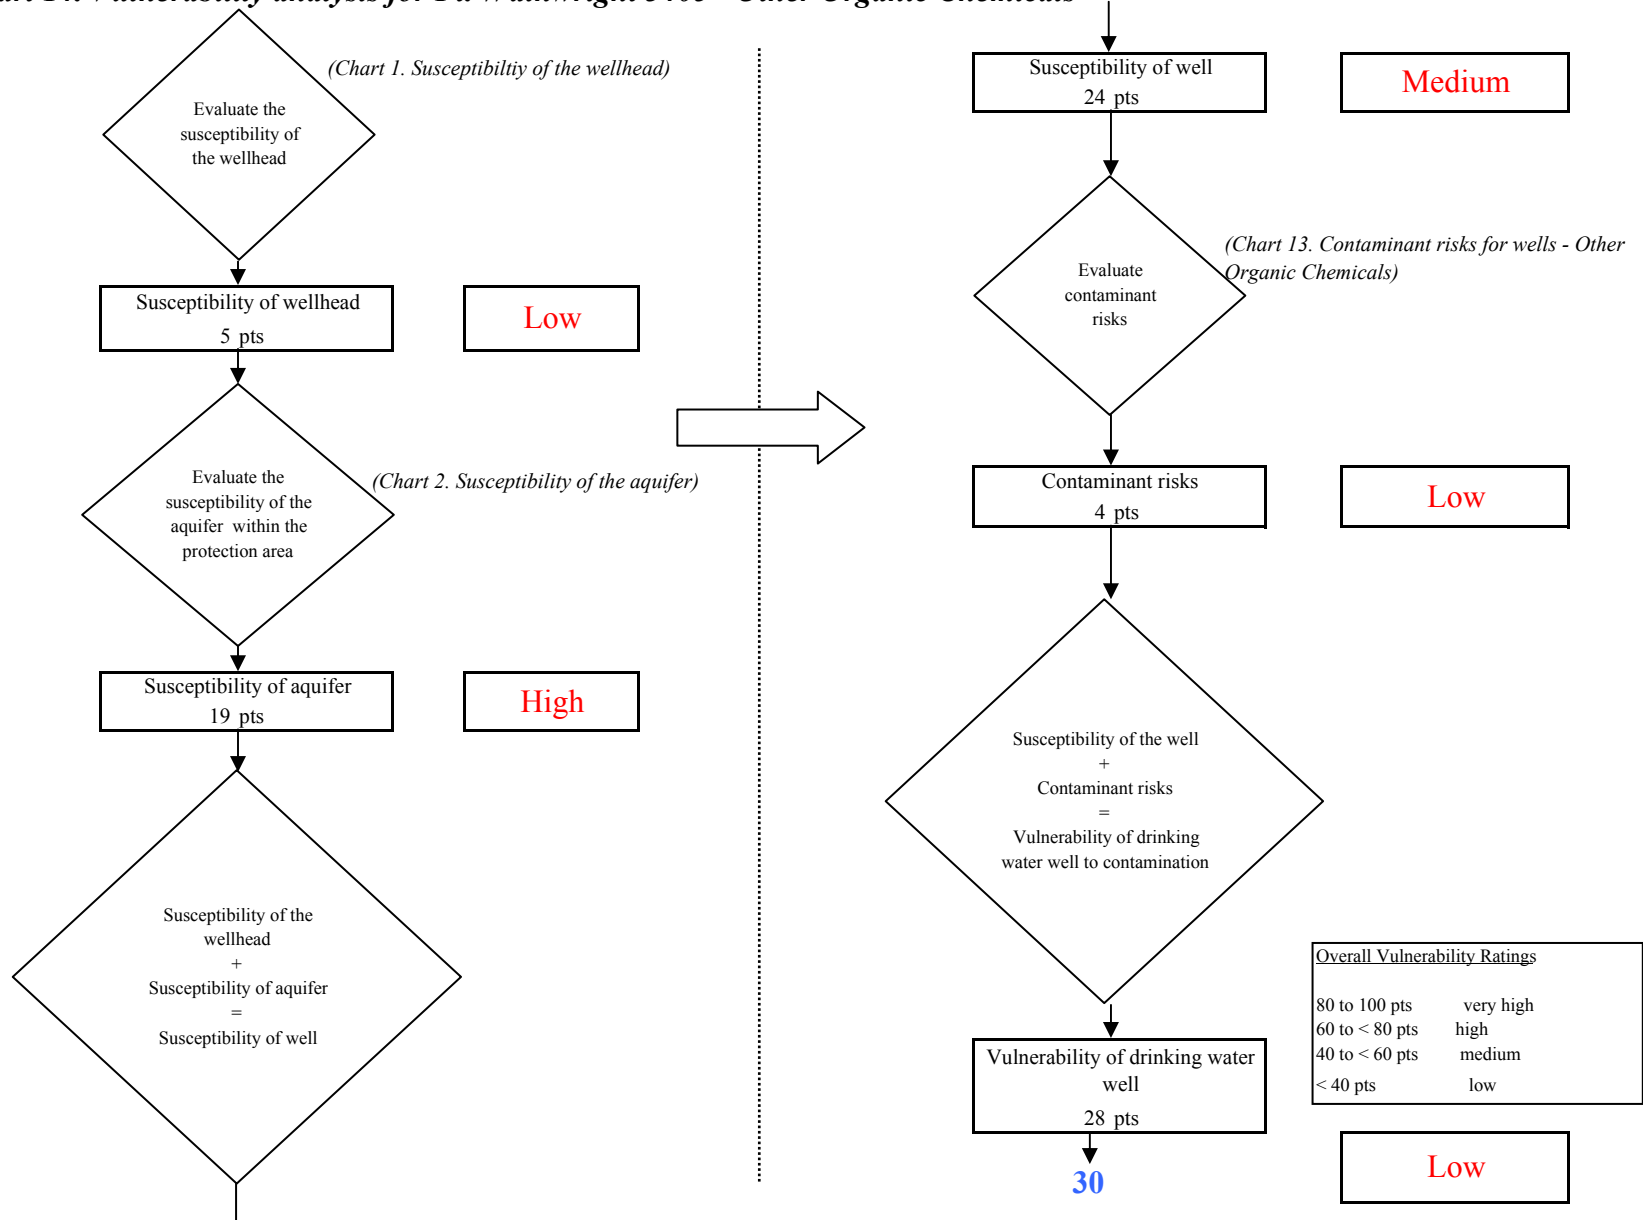 Vulnerability analysis for
Other Organic Chemicals
(Chart 1. Susceptibiltiy of the wellhead)
Evaluate the
susceptibility of
the wellhead
Susceptibility of wellhead
5 pts
Low
Evaluate the
susceptibility of the
aquifer within the
protection area
(Chart 2. Susceptibility of the aquifer)
Susceptibility of aquifer
19 pts
High
Susceptibility of the
wellhead
+
Susceptibility of aquifer
=
Susceptibility of well
Susceptibility of well
24 pts
Medium
Evaluate
contaminant
risks
(Chart 13. Contaminant risks for wells - Other
Organic Chemicals)
Contaminant risks
4 pts
Low
Susceptibility of the well
+
Contaminant risks
=
Vulnerability of drinking
water well to contamination
Overall Vulnerability Ratings
80 to 100 pts very high
60 to < 80 pts high
40 to < 60 pts medium
< 40 pts low
Vulnerability of drinking water
well
28 pts
30
Low